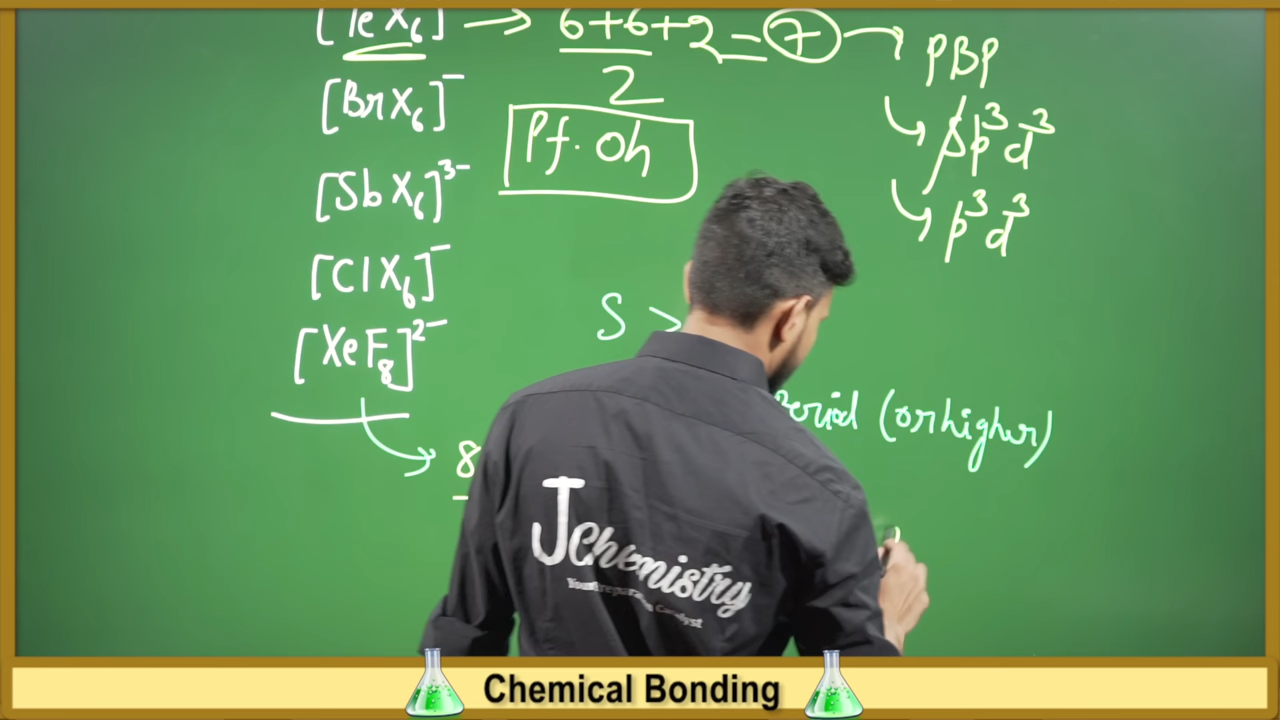 [TeX₆] → 6+6+2 = 7 → PBP
2
[BrX₆]⁻
Pf. Oh
sp³d³
[SbX₆]³⁻
p³d³
[ClX₆]⁻
S >
[XeF₈]²⁻
Period (or higher)
8
JChemistry
Chemical Bonding